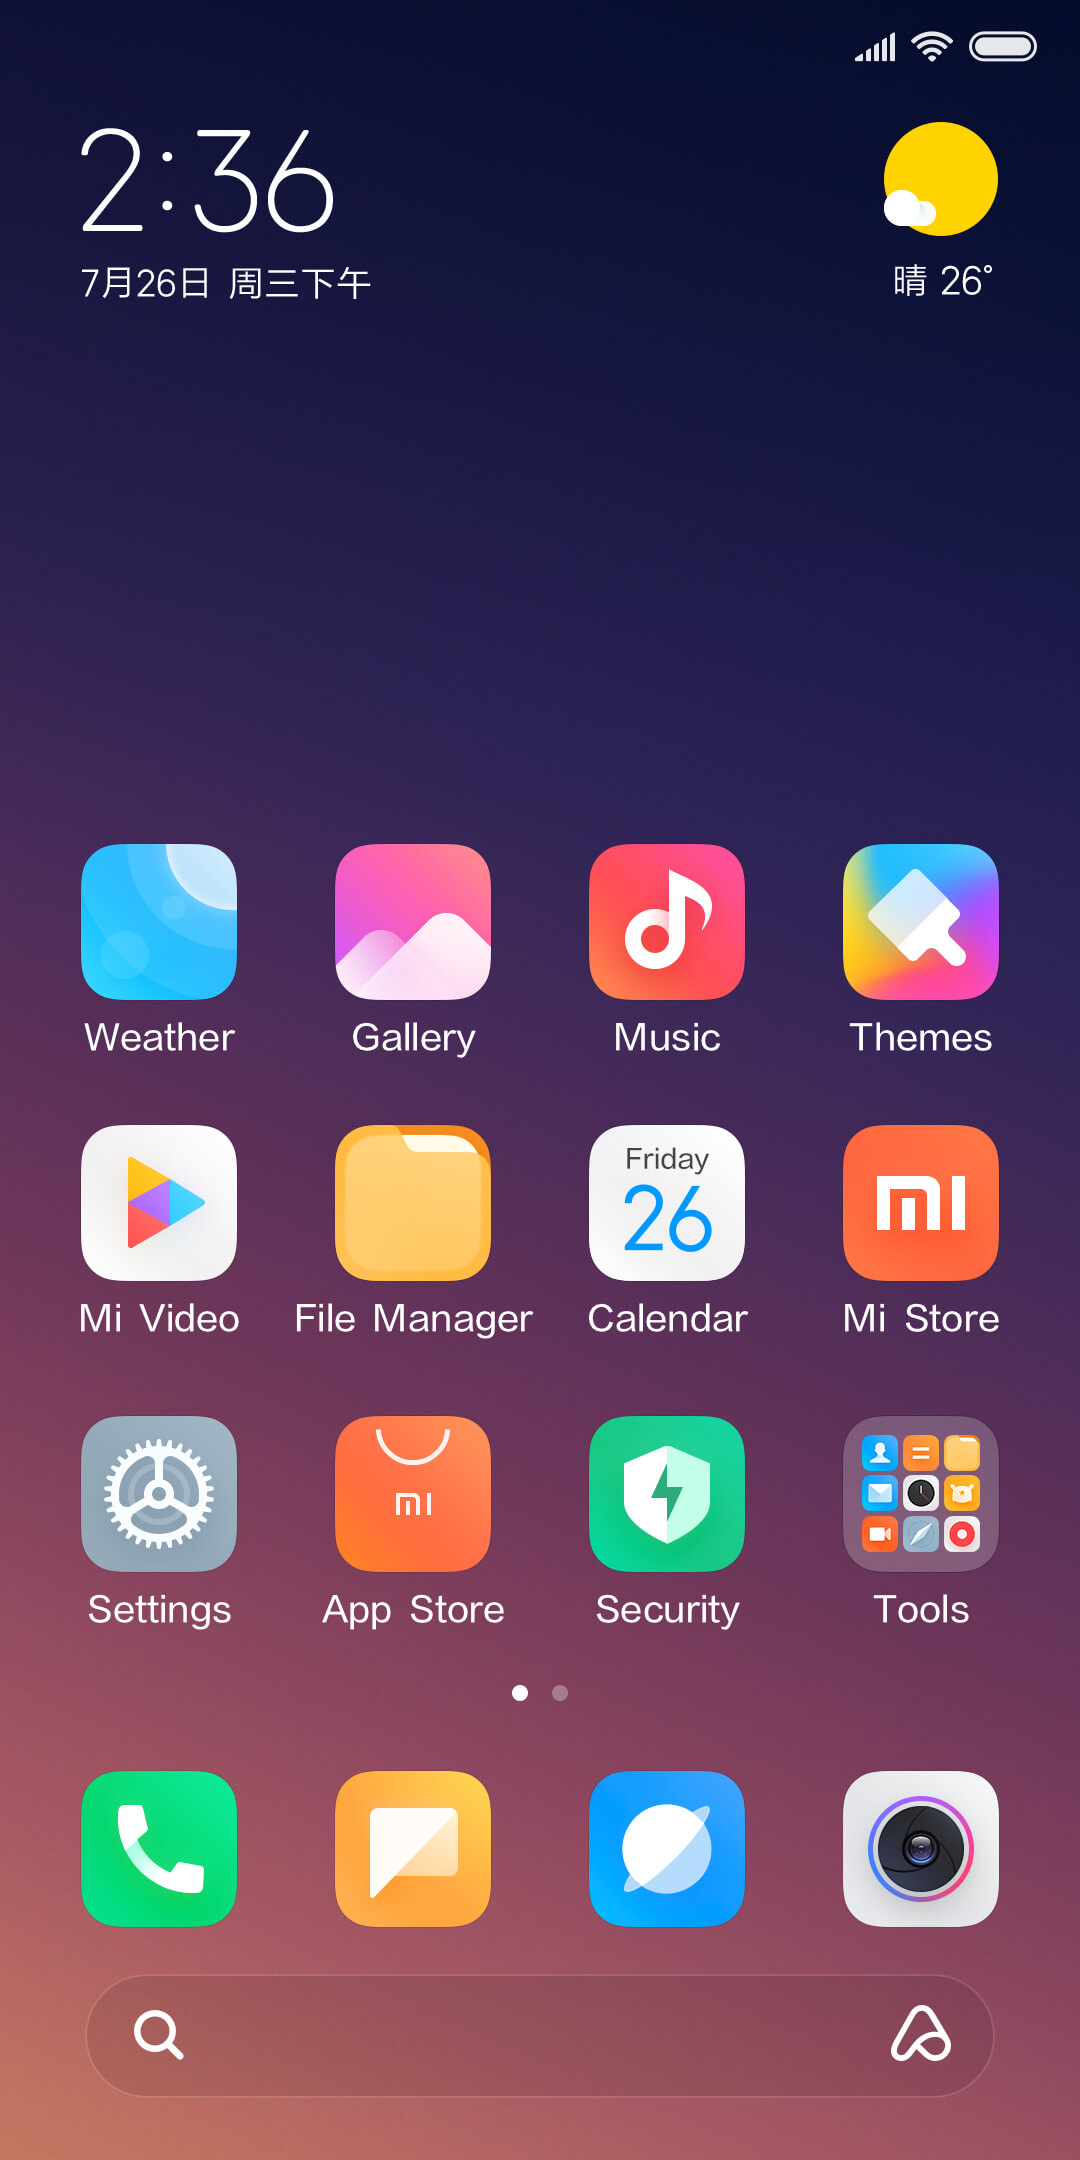 2:36
7月26日 周三下午
晴 26°
Weather
Gallery
Music
Themes
Friday
26
mi
Mi Video
File Manager
Calendar
Mi Store
mi
Settings
App Store
Security
Tools